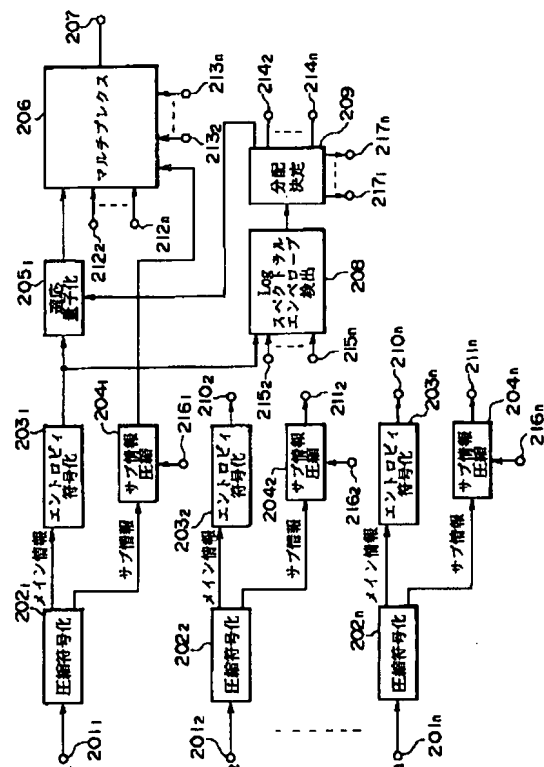 206
207
マルチプレクス
213₂
213n
212₂
212n
205₁
適応
量子化
214₂
214n
209
分配
決定
217₁
217n
Log
スペクトラル
エンベロープ
検出
208
215₂
215n
203₁
エントロピィ
符号化
204₁
サブ情報
圧縮
216₁
202₁
メイン情報
サブ情報
圧縮符号化
201₁
203₂
エントロピィ
符号化
210₂
204₂
サブ情報
圧縮
211₂
216₂
202₂
メイン情報
サブ情報
圧縮符号化
201₂
203n
エントロピィ
符号化
210n
204n
サブ情報
圧縮
211n
216n
202n
メイン情報
サブ情報
圧縮符号化
201n